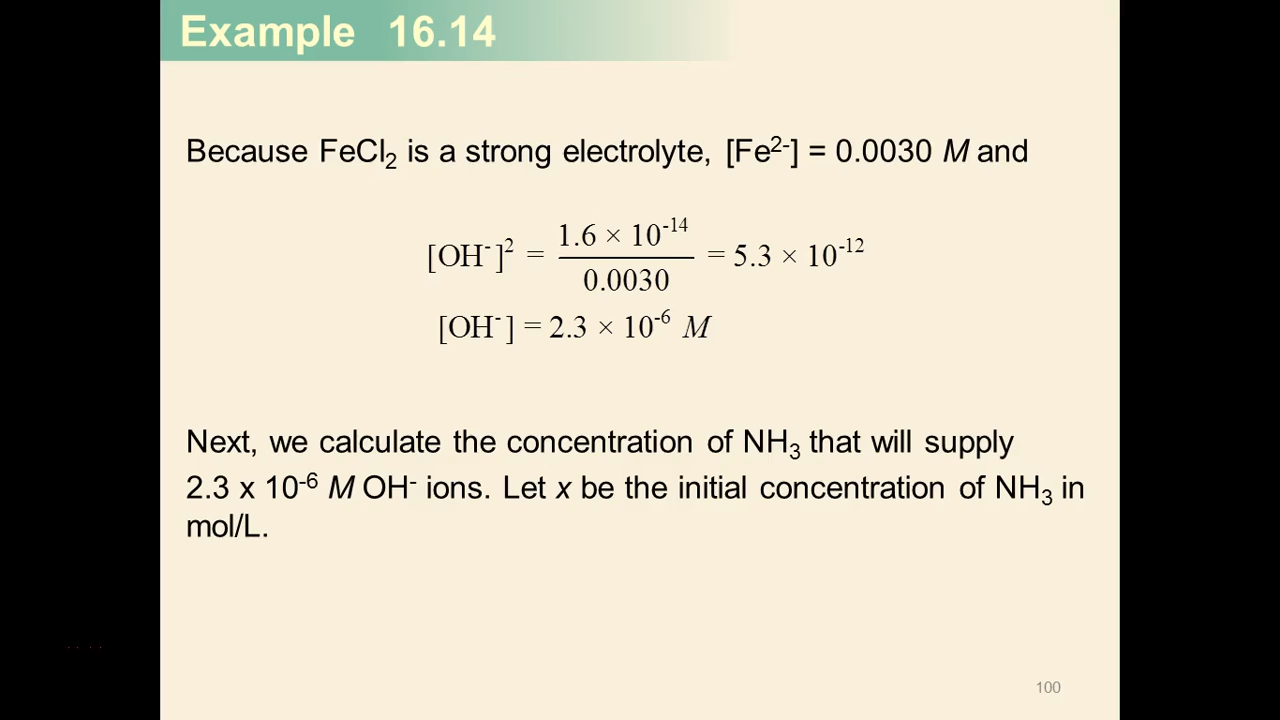 Example 16.14
Because FeCl₂ is a strong electrolyte, [Fe²⁻] = 0.0030 M and
[OH⁻]² = 1.6 × 10⁻¹⁴ / 0.0030 = 5.3 × 10⁻¹²
[OH⁻] = 2.3 × 10⁻⁶ M
Next, we calculate the concentration of NH₃ that will supply
2.3 x 10⁻⁶ M OH⁻ ions. Let x be the initial concentration of NH₃ in
mol/L.
100